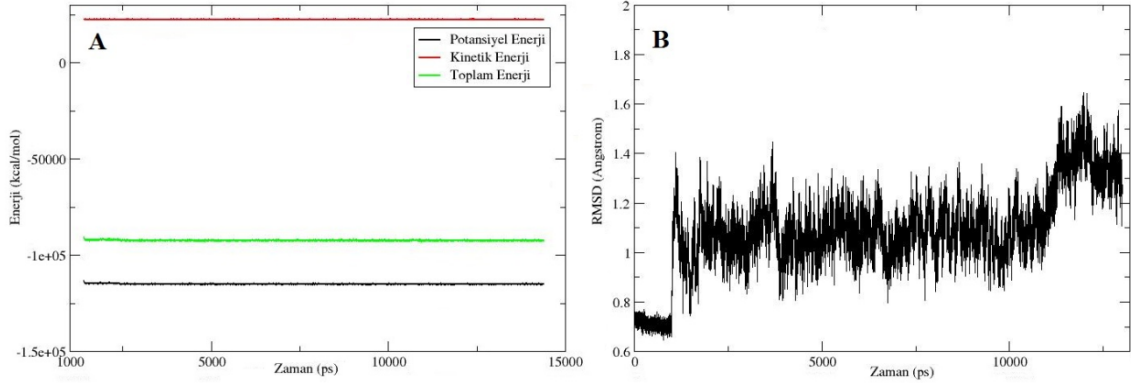 A
Potansiyel Enerji
Kinetik Enerji
Toplam Enerji
0
-50000
-1e+05
-1.5e+05
Enerji (kcal/mol)
1000
5000
10000
15000
Zaman (ps)
B
2
1.8
1.6
1.4
1.2
1
0.8
0.6
RMSD (Angstrom)
0
5000
10000
Zaman (ps)